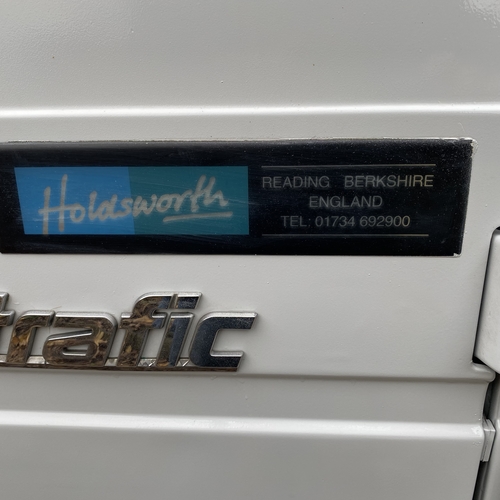 Holdsworth
READING BERKSHIRE
ENGLAND
TEL: 01734 692900
trafic